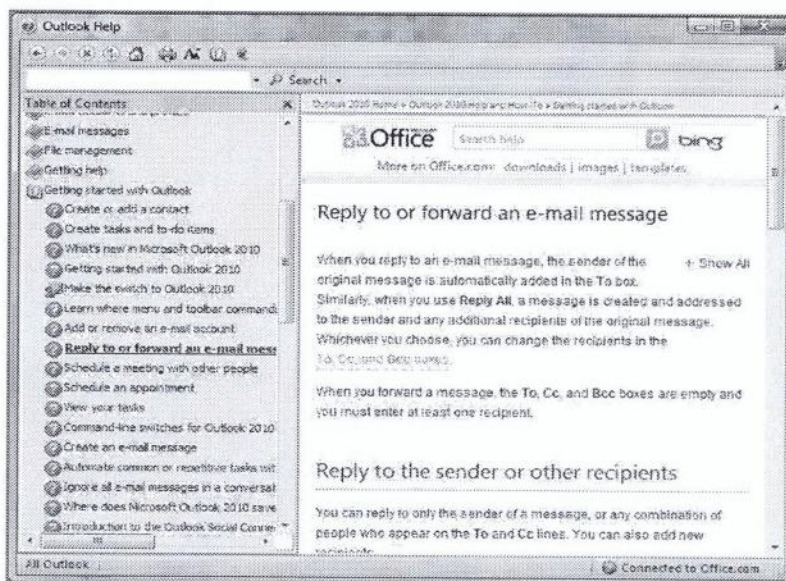 Outlook Help
Search
Table of Contents
E-mail messages
File management
Getting help
Getting started with Outlook
Create or add a contact
Create tasks and to-do items
What's new in Microsoft Outlook 2010
Getting started with Outlook 2010
Make the switch to Outlook 2010
Learn where menu and toolbar command
Add or remove an e-mail account
Reply to or forward an e-mail mess
Schedule a meeting with other people
Schedule an appointment
View your tasks
Command-line switches for Outlook 2010
Create an e-mail message
Automate common or repetitive tasks wit
Ignore all e-mail messages in a conversat
Where does Microsoft Outlook 2010 save
Introduction to the Outlook Social Conne
All Outlook
Outlook 2010 Home > Outlook 2010 Help and How-To > Getting started with Outlook
Office
Search help
bing
More on Office.com: downloads | images | templates
Reply to or forward an e-mail message
+ Show All
When you reply to an e-mail message, the sender of the
original message is automatically added in the To box.
Similarly, when you use Reply All, a message is created and addressed
to the sender and any additional recipients of the original message.
Whichever you choose, you can change the recipients in the
To, Cc, and Bcc boxes.
When you forward a message, the To, Cc, and Bcc boxes are empty and
you must enter at least one recipient.
Reply to the sender or other recipients
You can reply to only the sender of a message, or any combination of
people who appear on the To and Cc lines. You can also add new
recipients.
Connected to Office.com